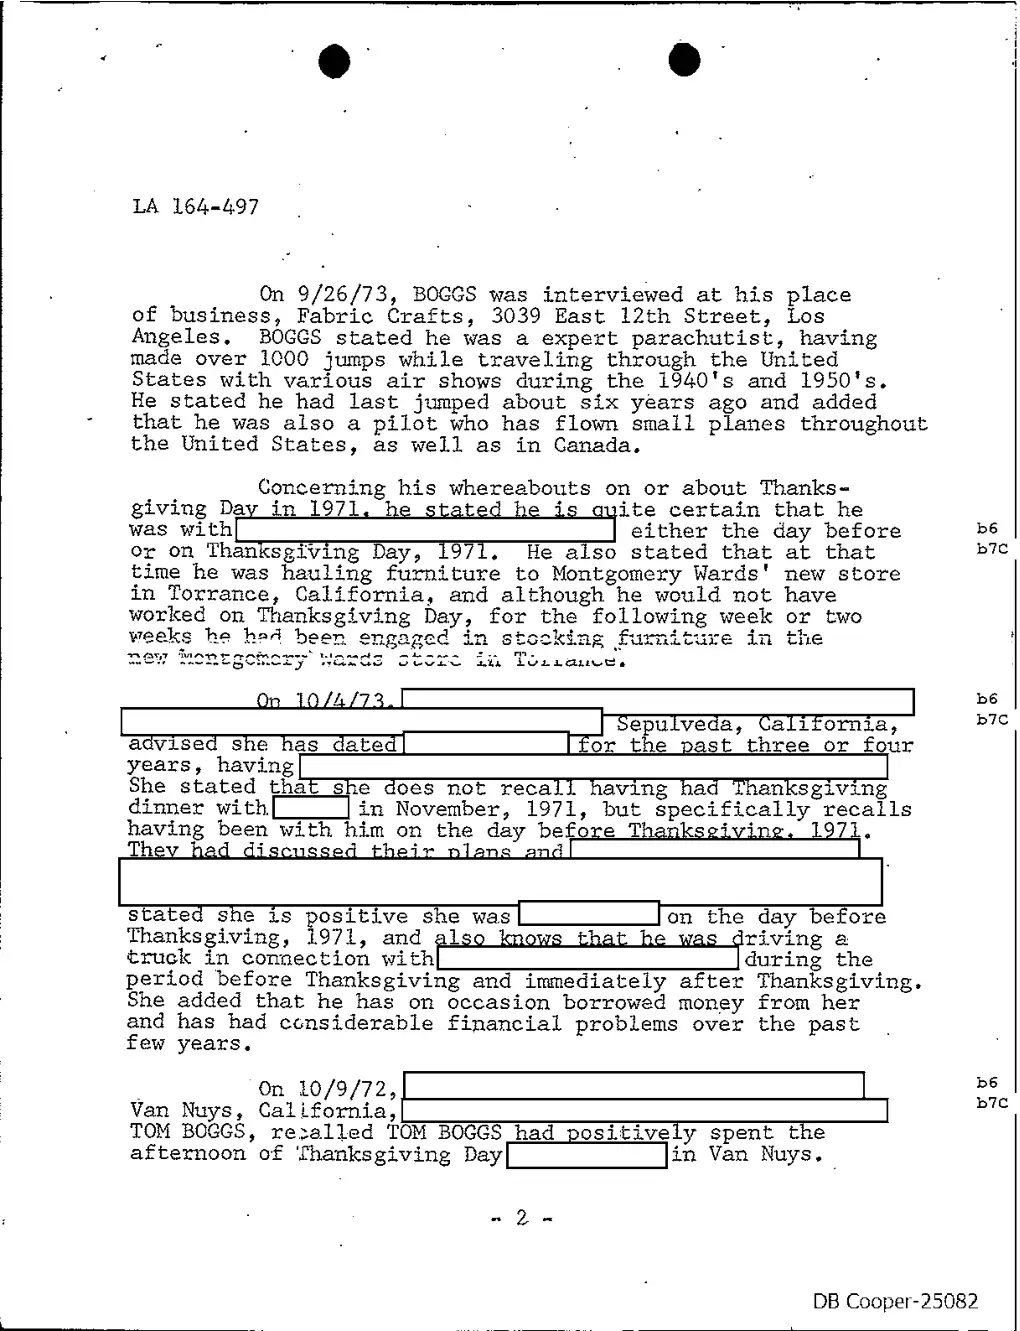 LA 164-497
On 9/26/73, BOGGS was interviewed at his place
of business, Fabric Crafts, 3039 East 12th Street, Los
Angeles. BOGGS stated he was a expert parachutist, having
made over 1000 jumps while traveling through the United
States with various air shows during the 1940's and 1950's.
He stated he had last jumped about six years ago and added
that he was also a pilot who has flown small planes throughout
the United States, as well as in Canada.
Concerning his whereabouts on or about Thanks-
giving Day in 1971, he stated he is quite certain that he
was with either the day before b6
or on Thanksgiving Day, 1971. He also stated that at that b7C
time he was hauling furniture to Montgomery Wards' new store
in Torrance, California, and although he would not have
worked on Thanksgiving Day, for the following week or two
weeks he had been engaged in stocking furniture in the
new Montgomery Wards store in Torrance.
On 10/4/73, b6
Sepulveda, California, b7C
advised she has dated for the past three or four
years, having
She stated that she does not recall having had Thanksgiving
dinner with in November, 1971, but specifically recalls
having been with him on the day before Thanksgiving, 1971.
They had discussed their plans and
stated she is positive she was on the day before
Thanksgiving, 1971, and also knows that he was driving a
truck in connection with during the
period before Thanksgiving and immediately after Thanksgiving.
She added that he has on occasion borrowed money from her
and has had considerable financial problems over the past
few years.
On 10/9/72, b6
Van Nuys, California, b7C
TOM BOGGS, recalled TOM BOGGS had positively spent the
afternoon of Thanksgiving Day in Van Nuys.
- 2 -
DB Cooper-25082